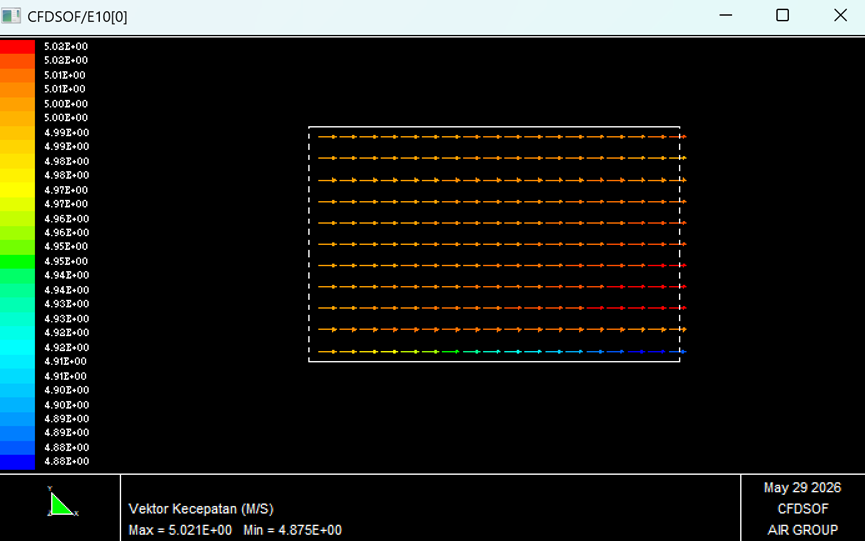 CFDSOF/E10[0]
5.02E+00
5.02E+00
5.01E+00
5.01E+00
5.00E+00
5.00E+00
4.99E+00
4.99E+00
4.98E+00
4.98E+00
4.97E+00
4.97E+00
4.96E+00
4.96E+00
4.95E+00
4.95E+00
4.94E+00
4.94E+00
4.93E+00
4.93E+00
4.92E+00
4.92E+00
4.91E+00
4.91E+00
4.90E+00
4.90E+00
4.89E+00
4.89E+00
4.88E+00
4.88E+00
Y
Z X
Vektor Kecepatan (M/S)
Max = 5.021E+00 Min = 4.875E+00
May 29 2026
CFDSOF
AIR GROUP